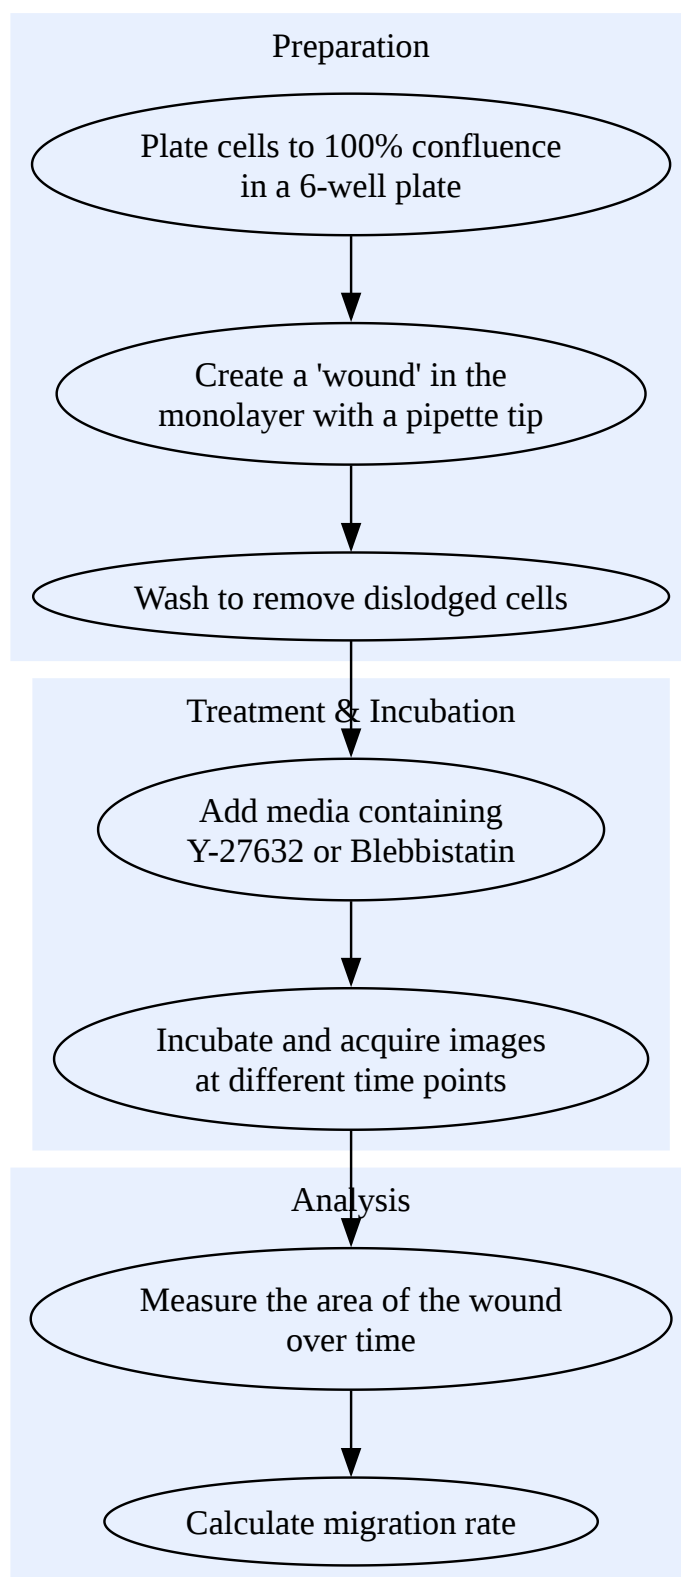 Preparation
Plate cells to 100% confluence
in a 6-well plate
Create a 'wound' in the
monolayer with a pipette tip
Wash to remove dislodged cells
Treatment & Incubation
Add media containing
Y-27632 or Blebbistatin
Incubate and acquire images
at different time points
Analysis
Measure the area of the wound
over time
Calculate migration rate